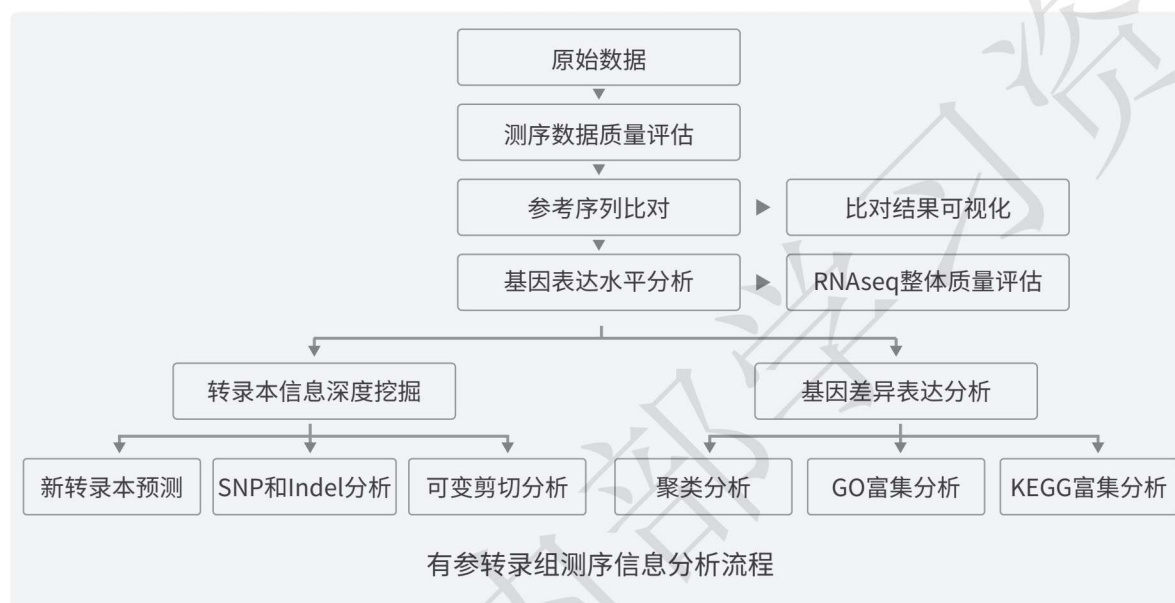 原始数据
测序数据质量评估
参考序列比对
比对结果可视化
基因表达水平分析
RNAseq整体质量评估
转录本信息深度挖掘
基因差异表达分析
新转录本预测
SNP和Indel分析
可变剪切分析
聚类分析
GO富集分析
KEGG富集分析
有参转录组测序信息分析流程
内部学习资